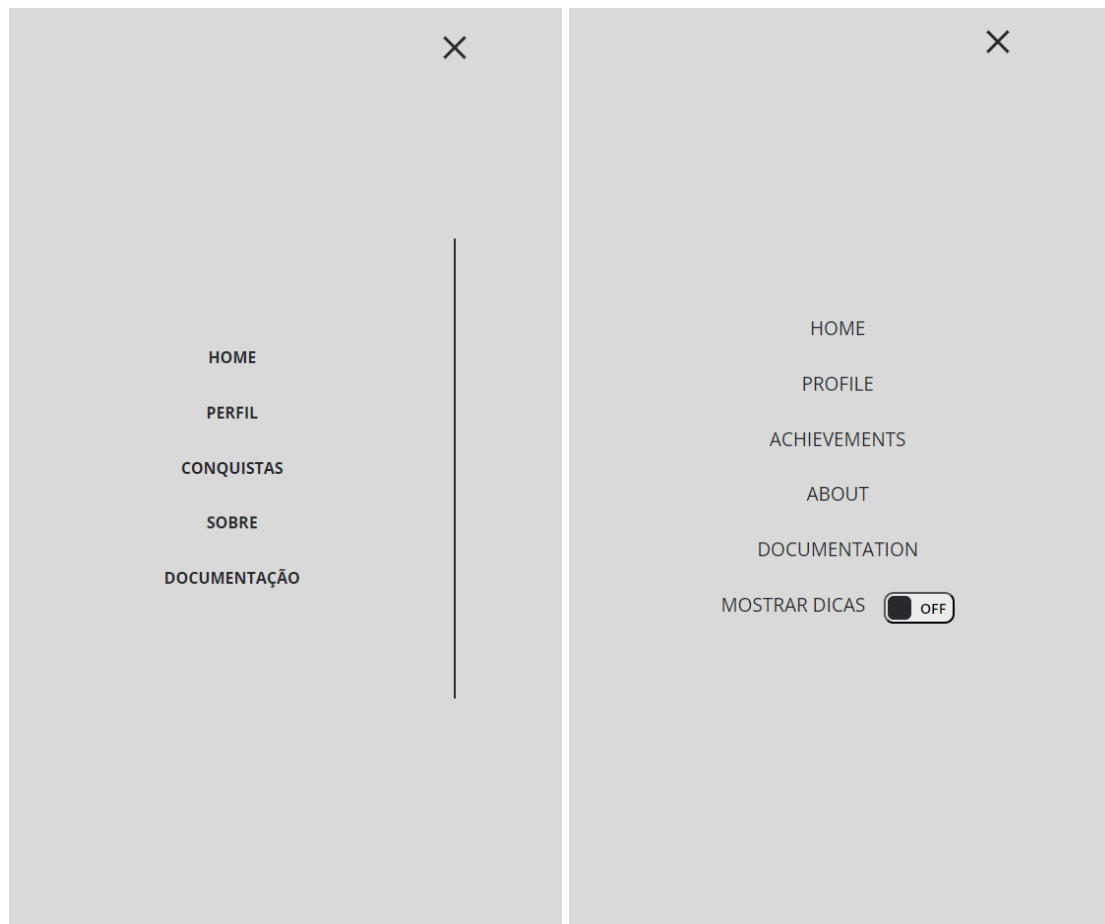 HOME
PERFIL
CONQUISTAS
SOBRE
DOCUMENTAÇÃO
HOME
PROFILE
ACHIEVEMENTS
ABOUT
DOCUMENTATION
MOSTRAR DICAS OFF